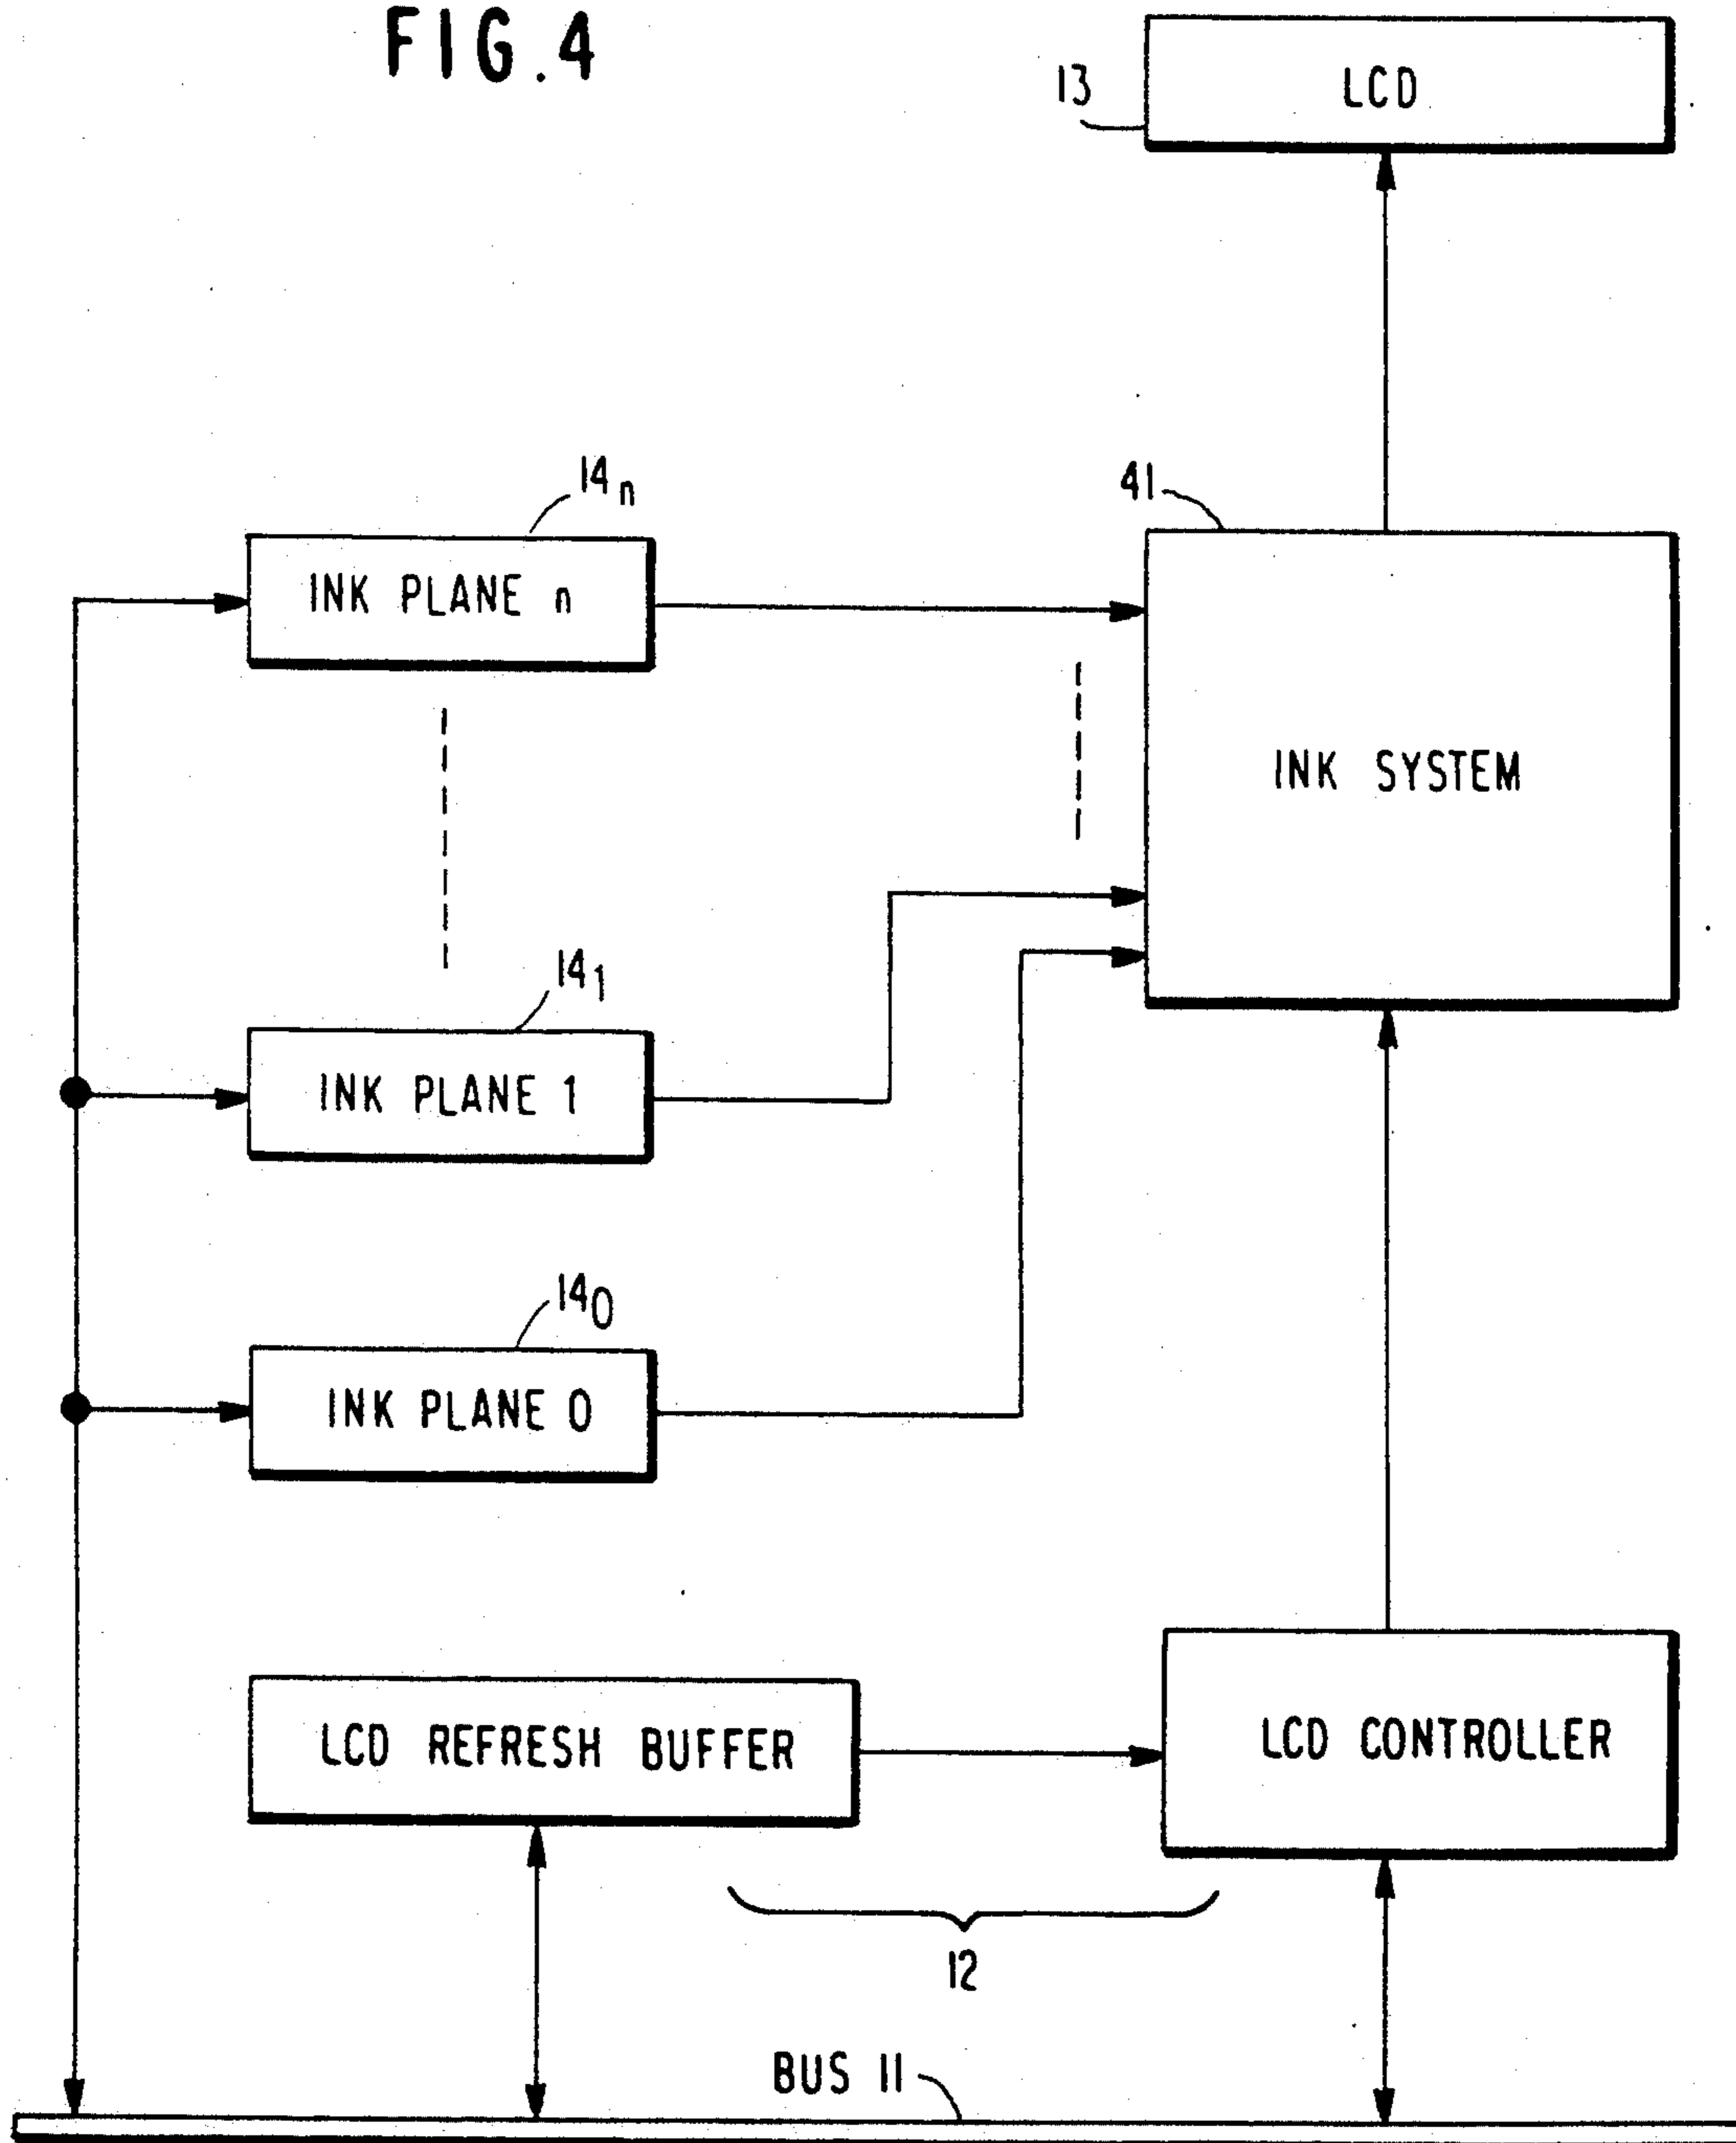 FIG. 4
13
LCD
14n
41
INK PLANE n
INK SYSTEM
141
INK PLANE 1
140
INK PLANE 0
LCD REFRESH BUFFER
LCD CONTROLLER
12
BUS 11